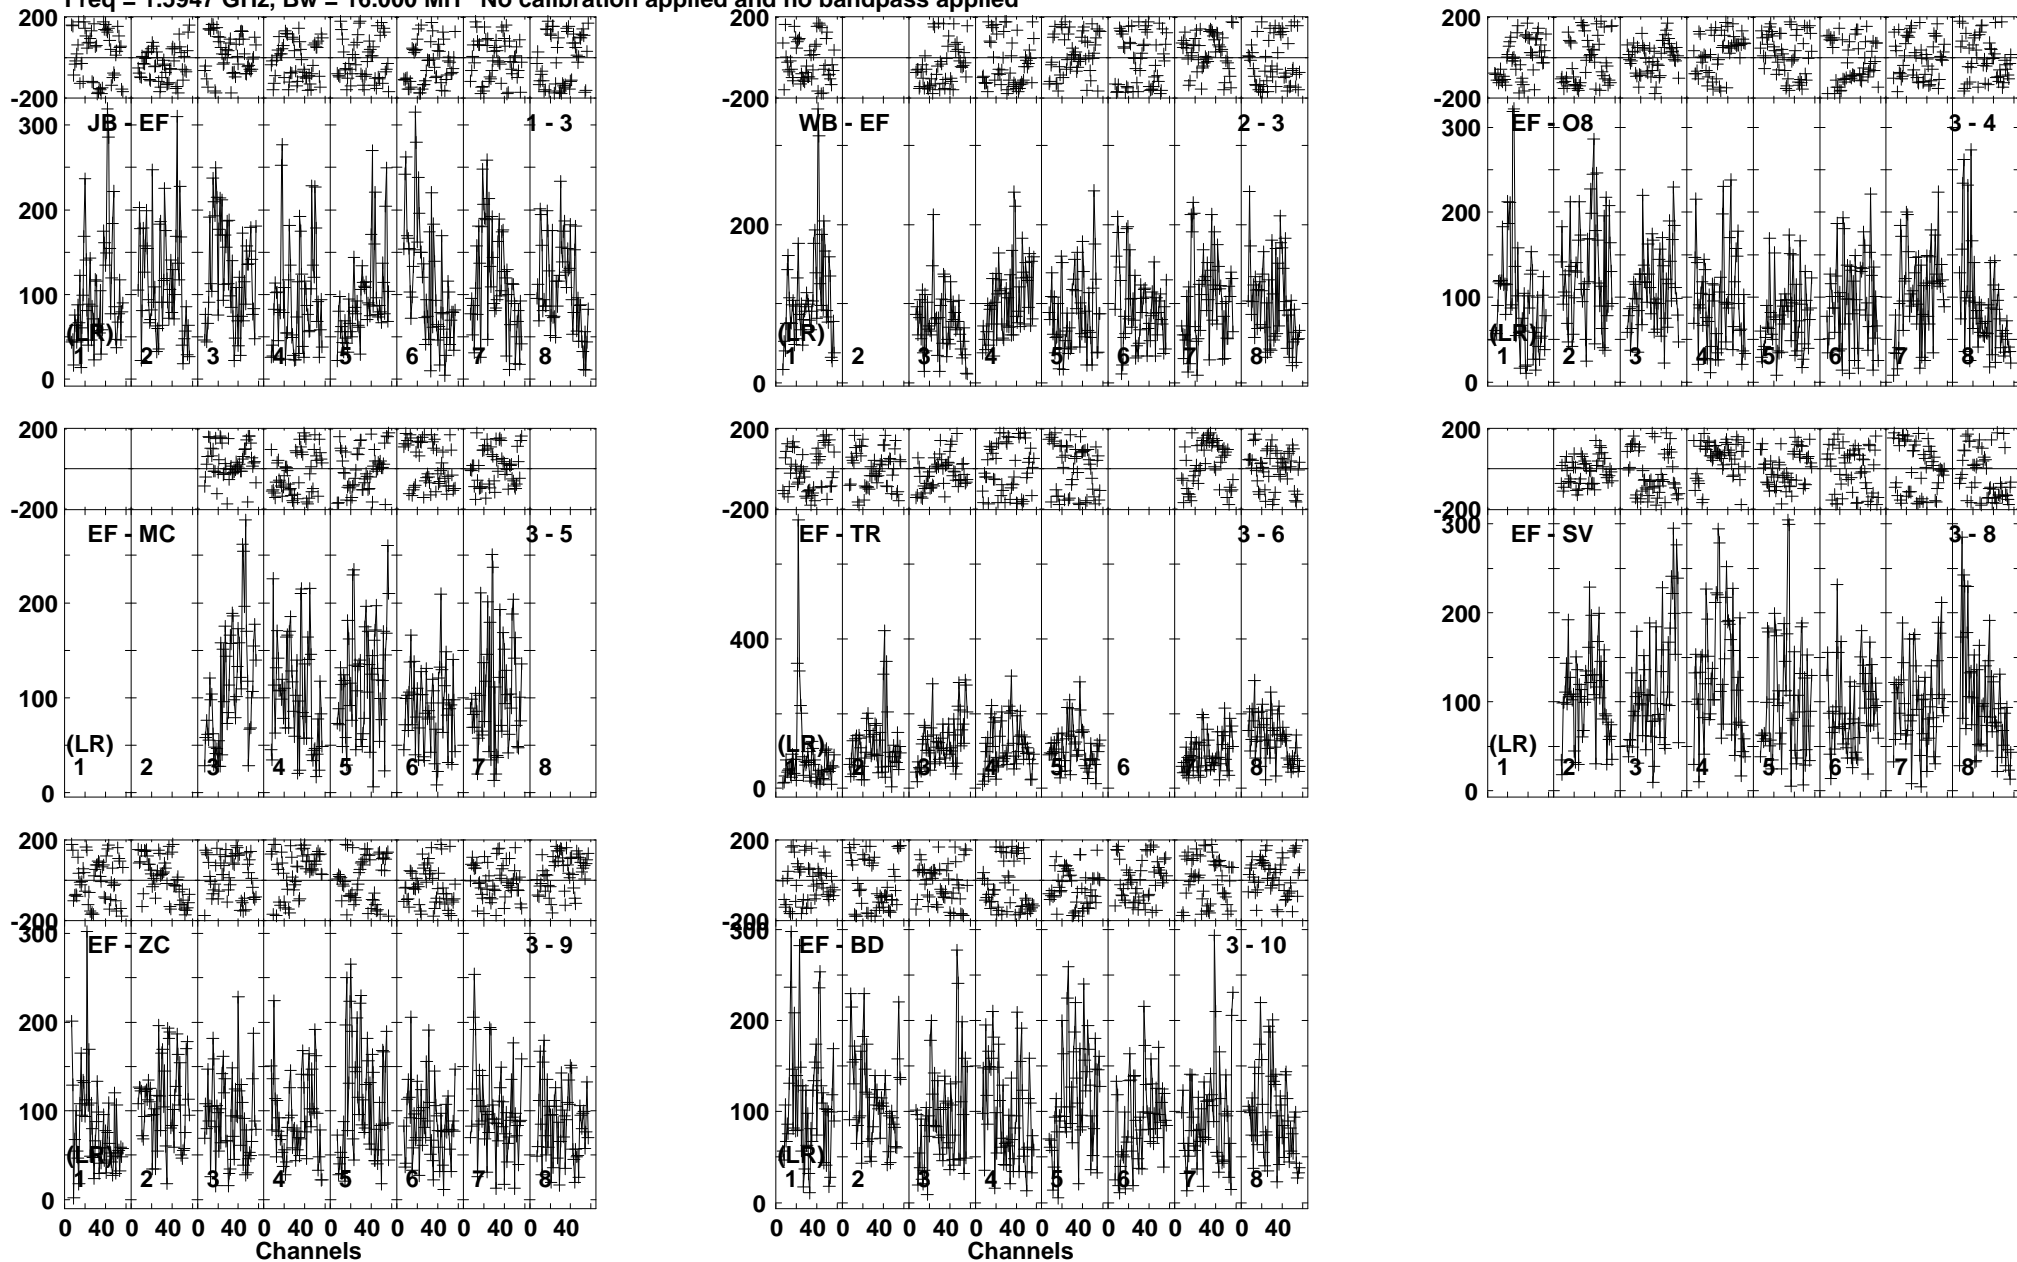 Freq = 1.5947 GHz, Bw = 16.000 MH No calibration applied and no bandpass applied
200 200 200
-200 -200 -200
300 JB - EF 1 - 3 WB - EF 2 - 3 300 EF - O8 3 - 4
200 200 200
100 100
(LR) (LR) (LR)
1 2 3 4 5 6 7 8 1 2 3 4 5 6 7 8 1 2 3 4 5 6 7 8
0 0 0
200 200 200
-200 -200 -200
300
EF - MC 3 - 5 EF - TR 3 - 6 EF - SV 3 - 8
200 400 200
100 100
(LR) (LR) (LR)
1 2 3 4 5 6 7 8 1 2 3 4 5 6 7 8 1 2 3 4 5 6 7 8
0 0 0
200 200
-200 -200
300 EF - ZC 3 - 9 300 EF - BD 3 - 10
200 200
100 100
(LR) (LR)
1 2 3 4 5 6 7 8 1 2 3 4 5 6 7 8
0 0
0 40 0 40 0 40 0 40 0 40 0 40 0 40 0 40 0 40 0 40 0 40 0 40 0 40 0 40 0 40 0 40
Channels Channels